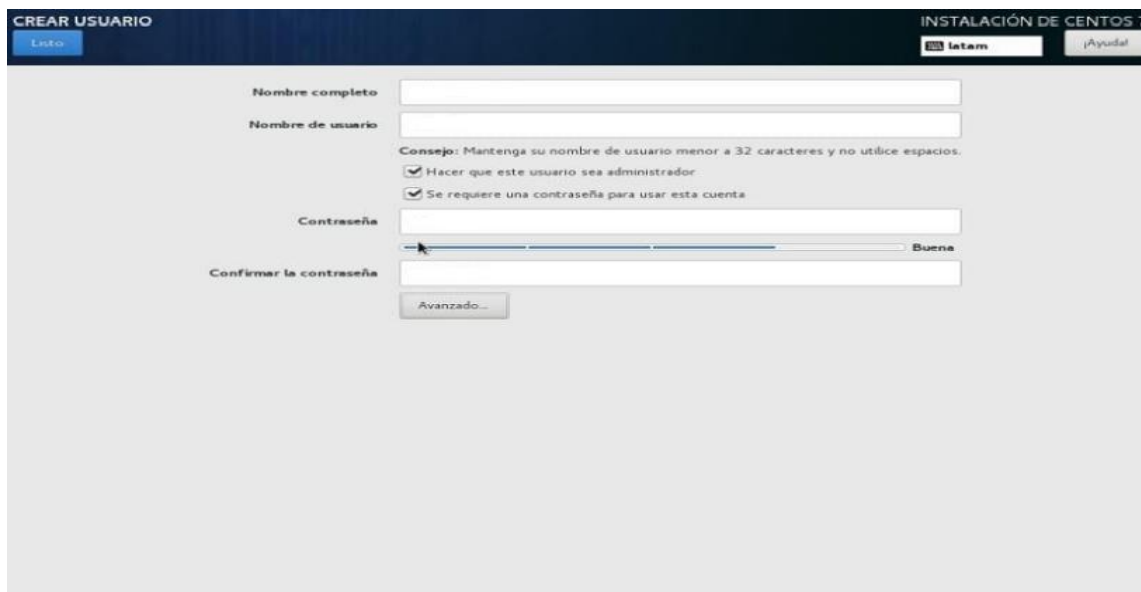 CREAR USUARIO
INSTALACIÓN DE CENTOS
Listo
latam
¡Ayuda!
Nombre completo
Nombre de usuario
Consejo: Mantenga su nombre de usuario menor a 32 caracteres y no utilice espacios.
Hacer que este usuario sea administrador
Se requiere una contraseña para usar esta cuenta
Contraseña
Buena
Confirmar la contraseña
Avanzado...